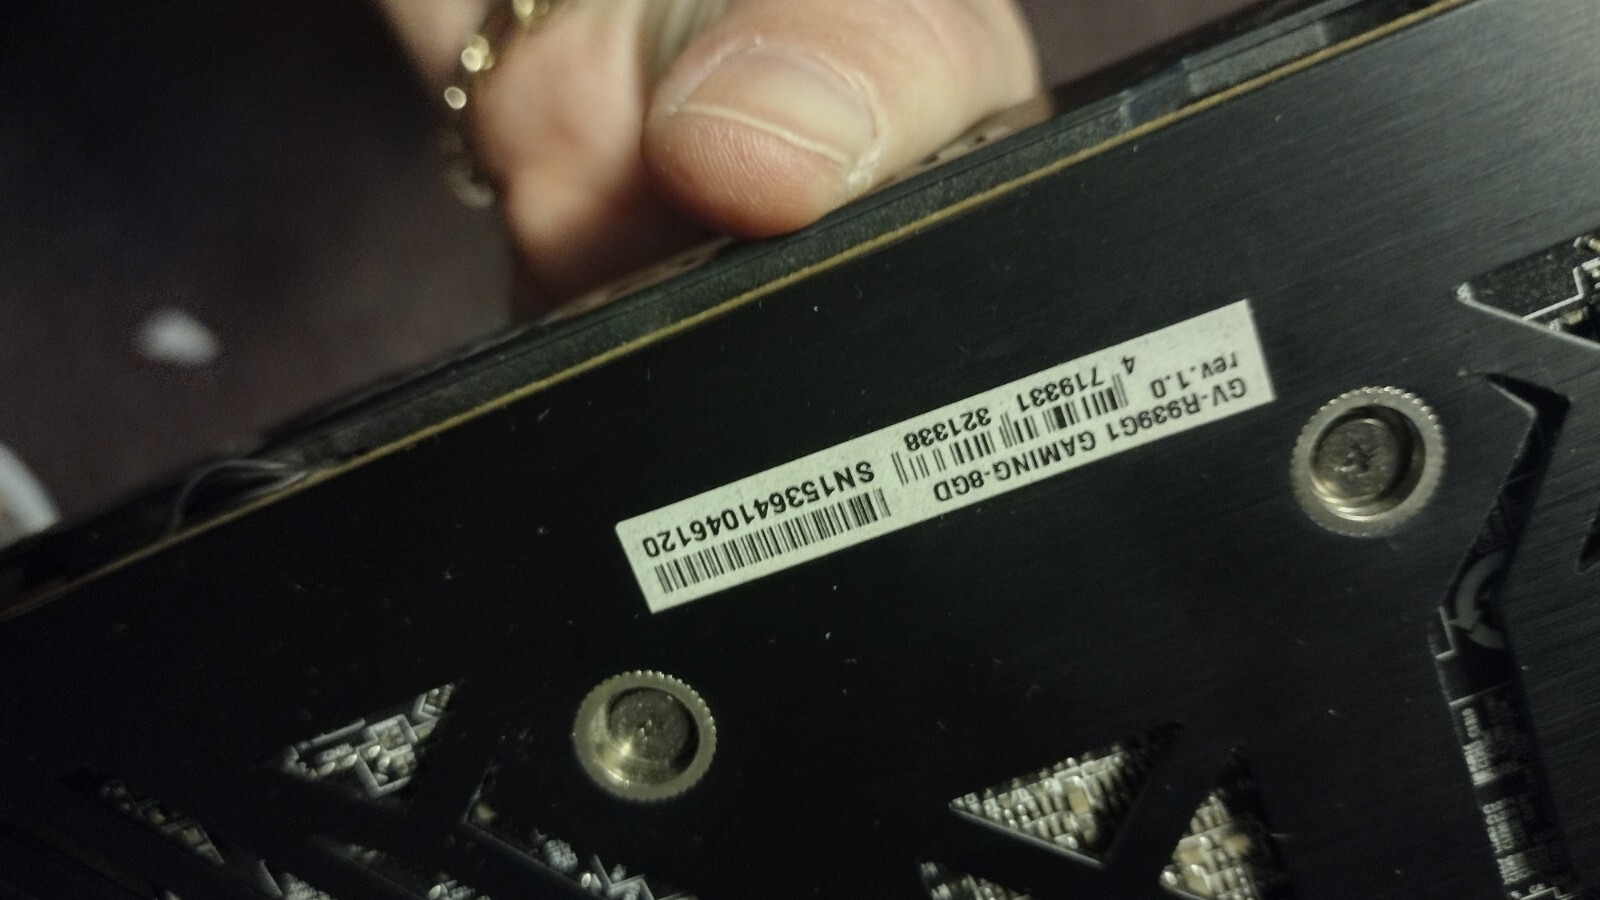 GV-R939G1 GAMING-8GD
rev.1.0
4 719331 321338
SN153641046120